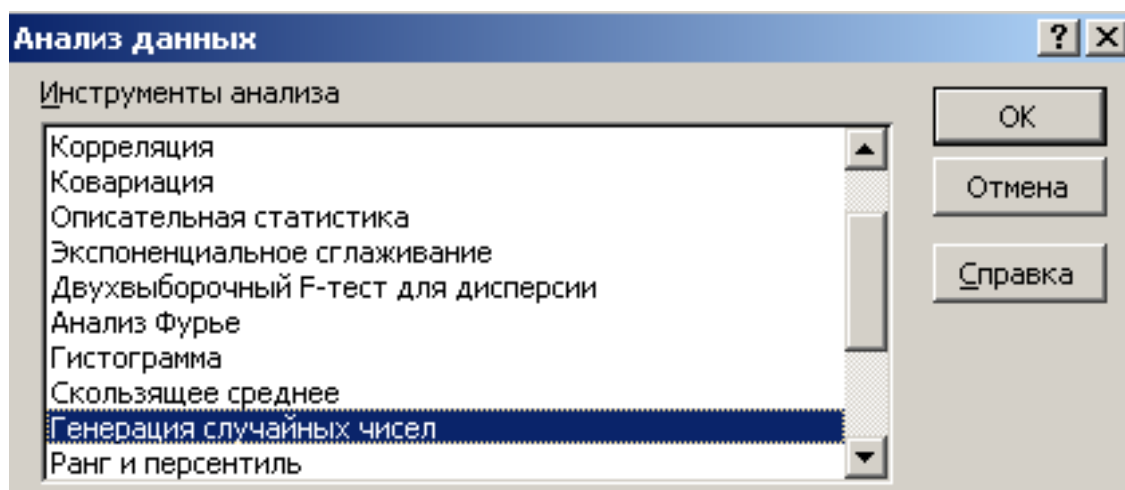 Анализ данных
Инструменты анализа
Корреляция
Ковариация
Описательная статистика
Экспоненциальное сглаживание
Двухвыборочный F-тест для дисперсии
Анализ Фурье
Гистограмма
Скользящее среднее
Генерация случайных чисел
Ранг и персентиль
ОК
Отмена
Справка